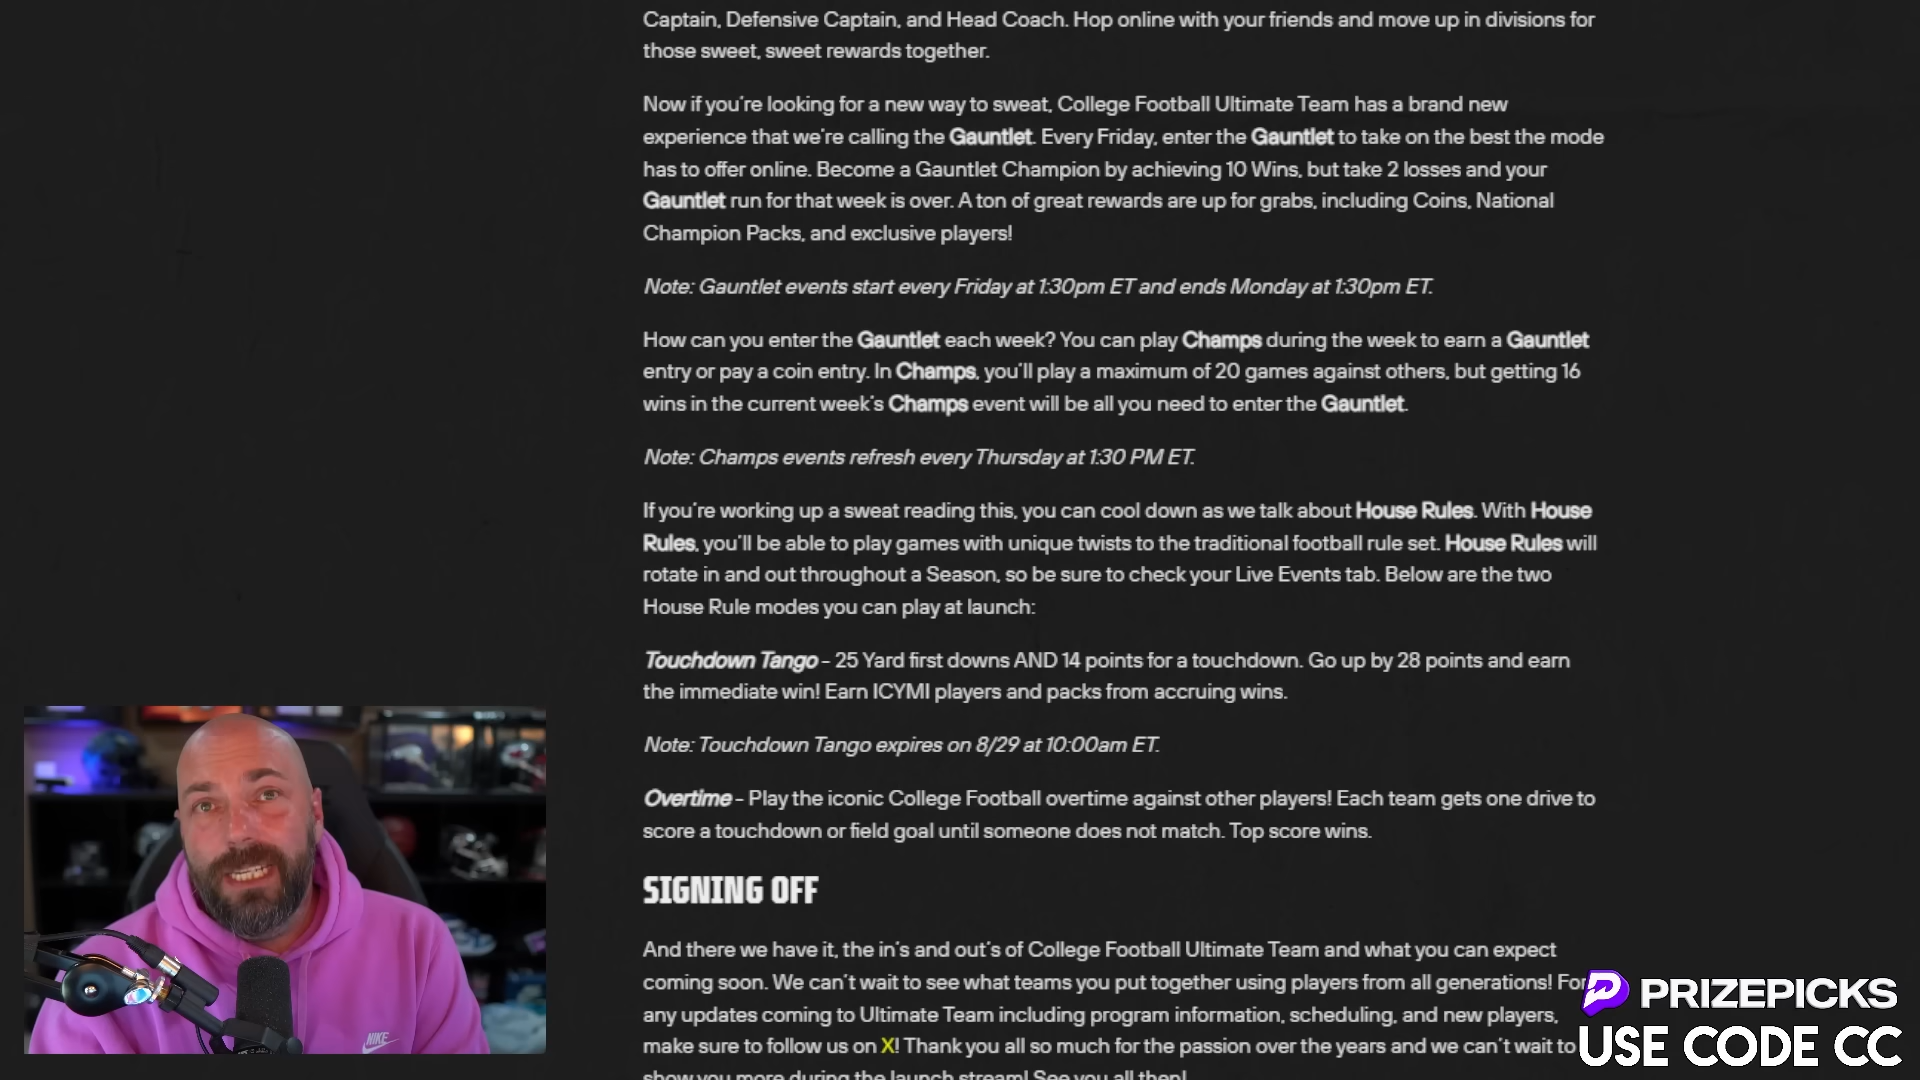 Captain, Defensive Captain, and Head Coach. Hop online with your friends and move up in divisions for
those sweet, sweet rewards together.
Now if you're looking for a new way to sweat, College Football Ultimate Team has a brand new
experience that we're calling the Gauntlet. Every Friday, enter the Gauntlet to take on the best the mode
has to offer online. Become a Gauntlet Champion by achieving 10 Wins, but take 2 losses and your
Gauntlet run for that week is over. A ton of great rewards are up for grabs, including Coins, National
Champion Packs, and exclusive players!
Note: Gauntlet events start every Friday at 1:30pm ET and ends Monday at 1:30pm ET.
How can you enter the Gauntlet each week? You can play Champs during the week to earn a Gauntlet
entry or pay a coin entry. In Champs, you'll play a maximum of 20 games against others, but getting 16
wins in the current week's Champs event will be all you need to enter the Gauntlet.
Note: Champs events refresh every Thursday at 1:30 PM ET.
If you're working up a sweat reading this, you can cool down as we talk about House Rules. With House
Rules, you'll be able to play games with unique twists to the traditional football rule set. House Rules will
rotate in and out throughout a Season, so be sure to check your Live Events tab. Below are the two
House Rule modes you can play at launch:
Touchdown Tango - 25 Yard first downs AND 14 points for a touchdown. Go up by 28 points and earn
the immediate win! Earn ICYMI players and packs from accruing wins.
Note: Touchdown Tango expires on 8/29 at 10:00am ET.
Overtime - Play the iconic College Football overtime against other players! Each team gets one drive to
score a touchdown or field goal until someone does not match. Top score wins.
SIGNING OFF
And there we have it, the in's and out's of College Football Ultimate Team and what you can expect
coming soon. We can't wait to see what teams you put together using players from all generations! For
any updates coming to Ultimate Team including program information, scheduling, and new players,
make sure to follow us on X! Thank you all so much for the passion over the years and we can't wait to
show you more during the launch stream! See you all then!
NIKE
PRIZEPICKS
USE CODE CC